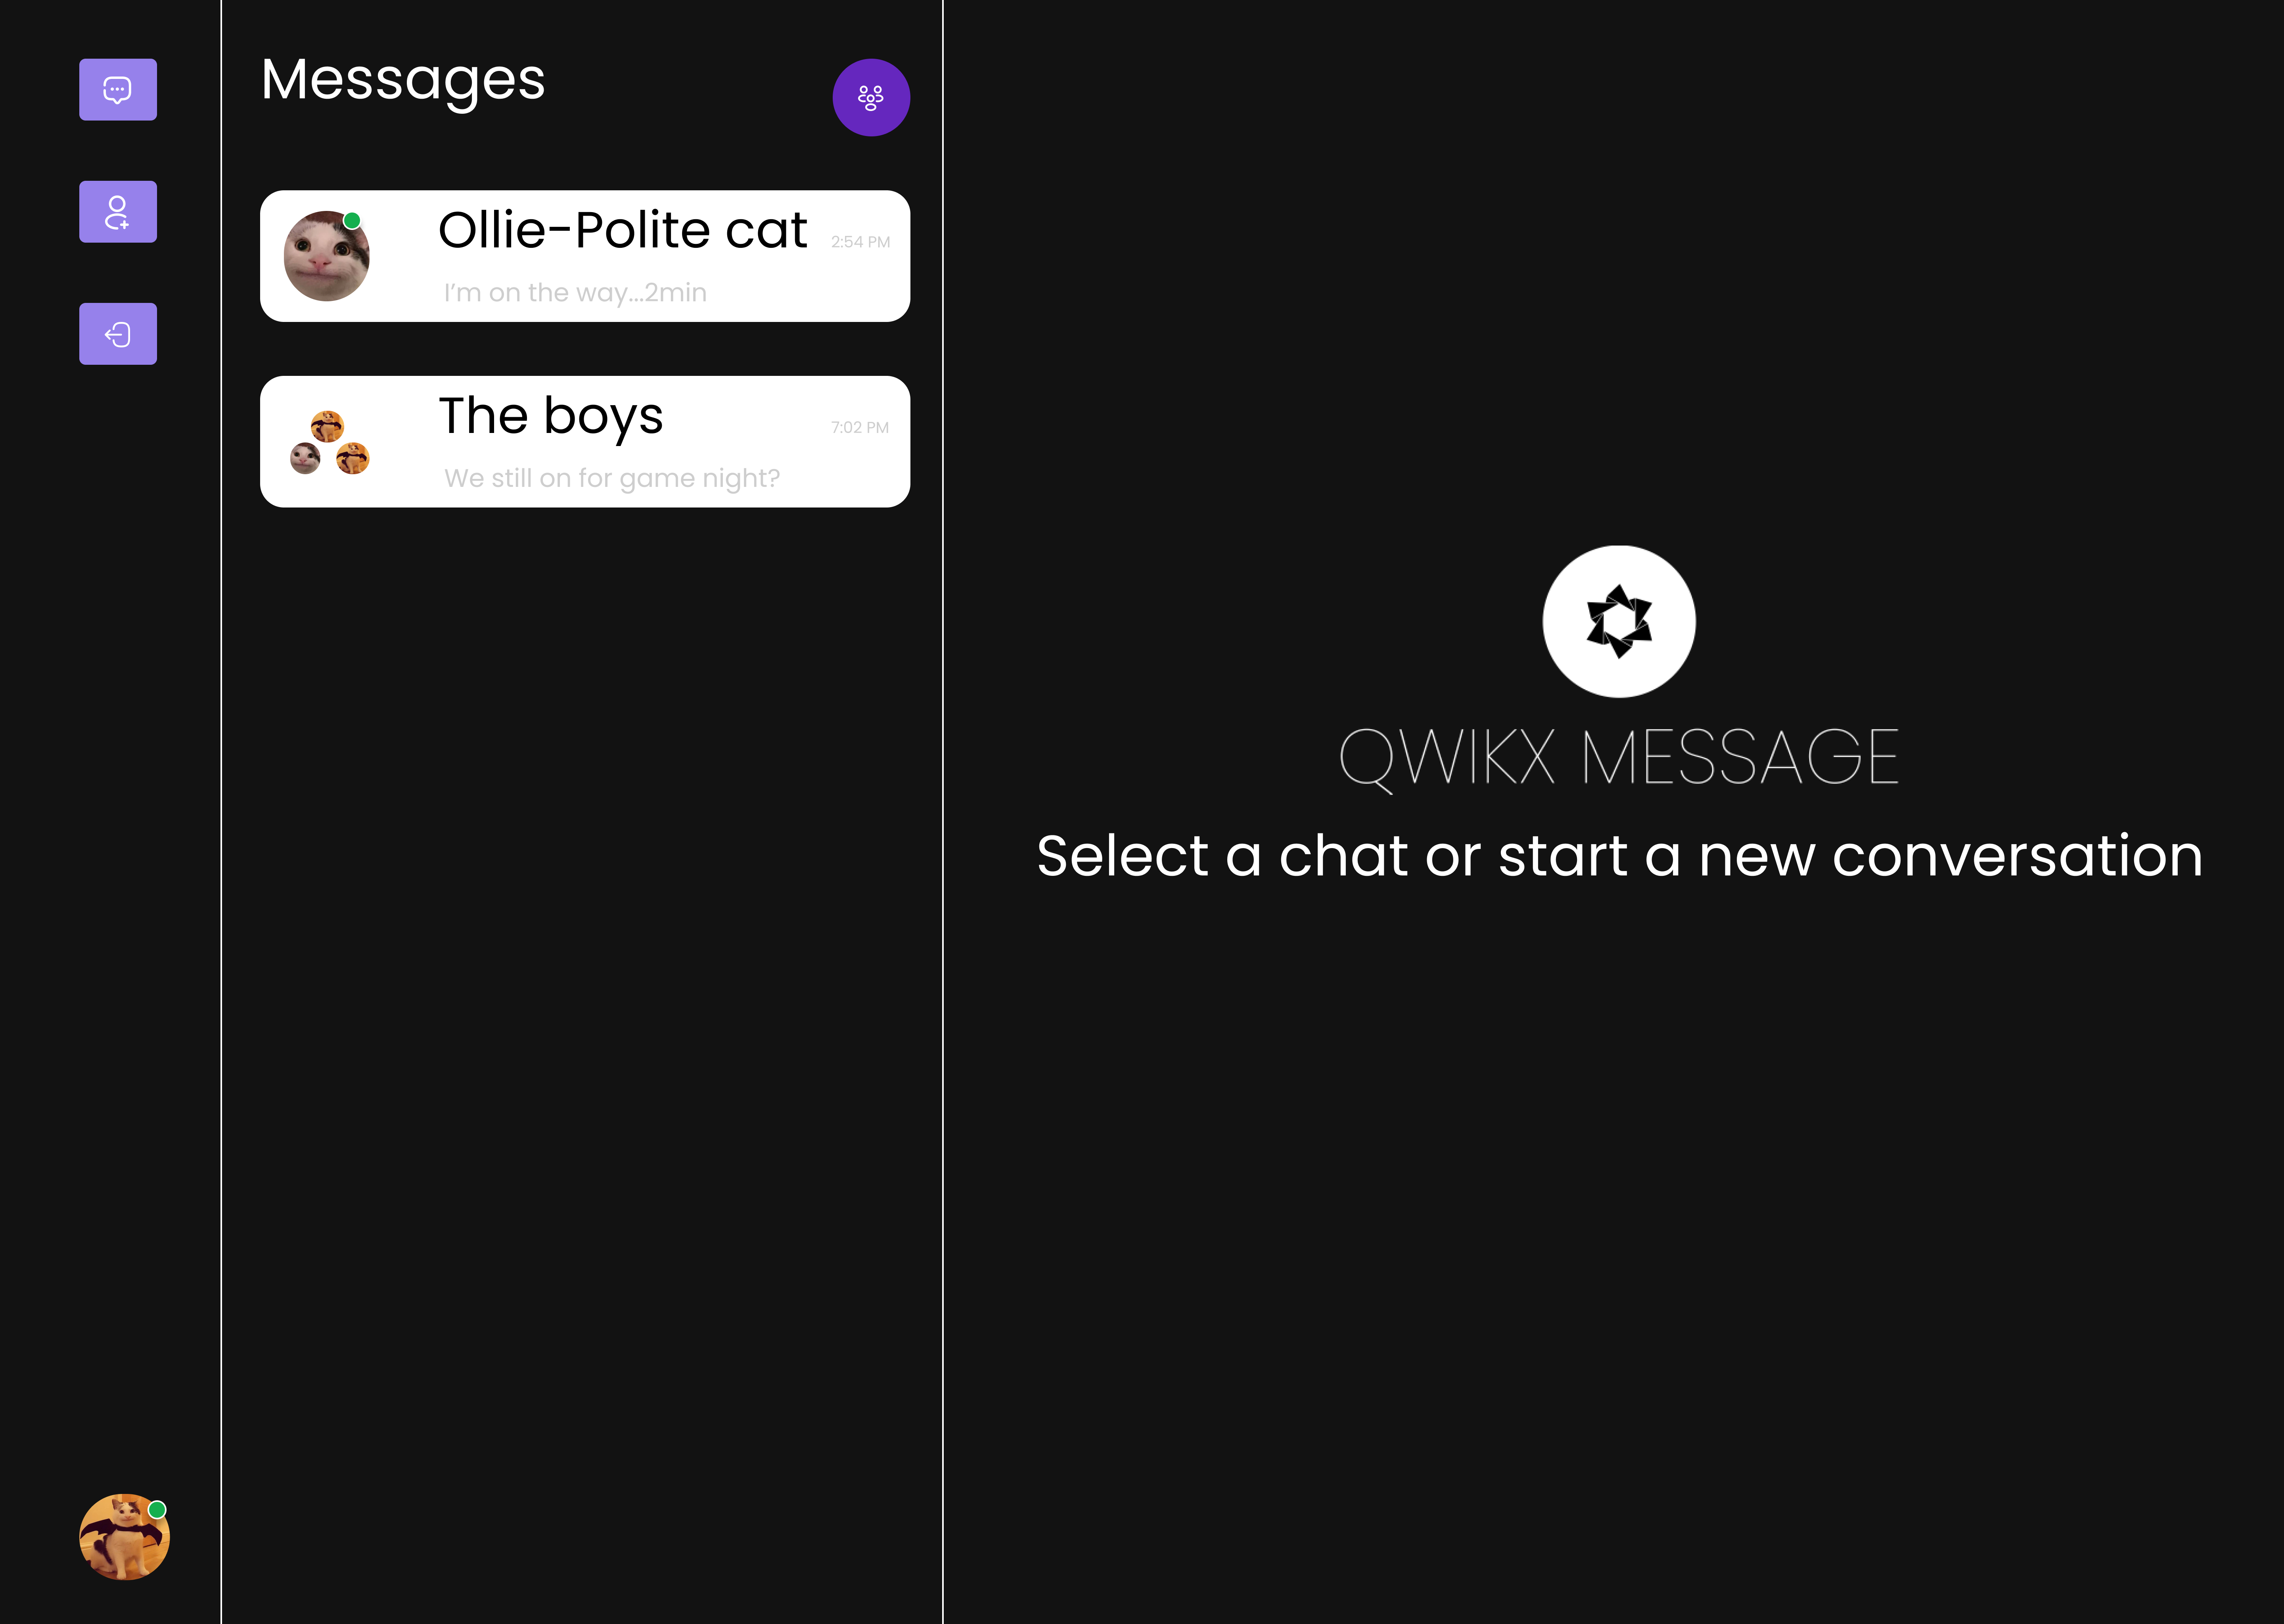 Messages
Ollie-Polite cat
2:54 PM
I'm on the way...2min
The boys
7:02 PM
We still on for game night?
QWIKX MESSAGE
Select a chat or start a new conversation